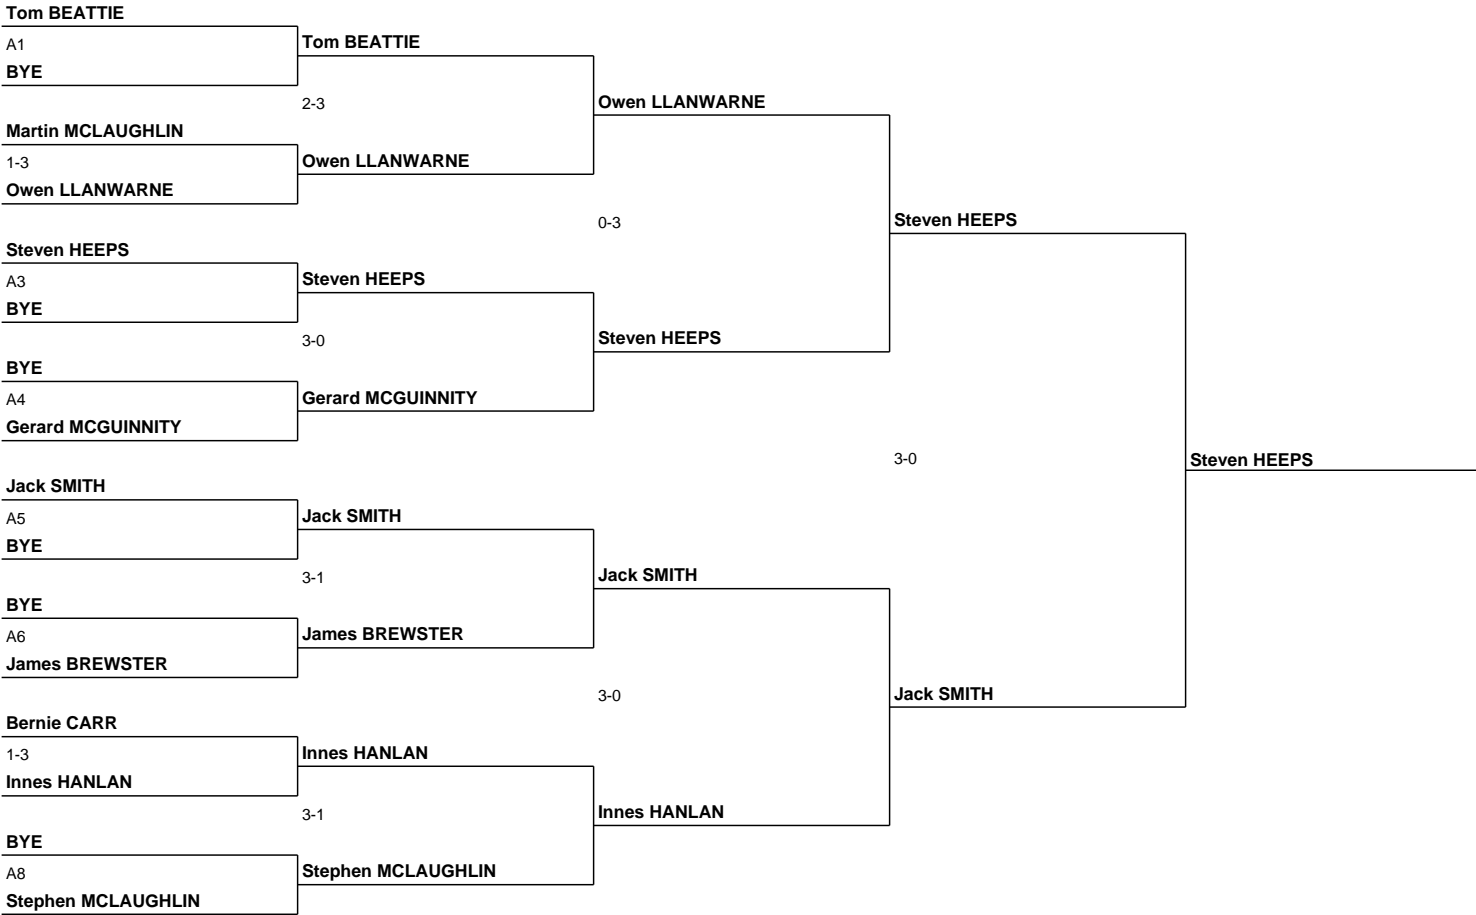 Tom BEATTIE
A1
BYE
Martin MCLAUGHLIN
1-3
Owen LLANWARNE
Steven HEEPS
A3
BYE
BYE
A4
Gerard MCGUINNITY
Jack SMITH
A5
BYE
BYE
A6
James BREWSTER
Bernie CARR
1-3
Innes HANLAN
BYE
A8
Stephen MCLAUGHLIN
Tom BEATTIE
2-3
Owen LLANWARNE
Steven HEEPS
3-0
Gerard MCGUINNITY
Jack SMITH
3-1
James BREWSTER
Innes HANLAN
3-1
Stephen MCLAUGHLIN
Owen LLANWARNE
0-3
Steven HEEPS
Jack SMITH
3-0
Innes HANLAN
Steven HEEPS
3-0
Jack SMITH
Steven HEEPS